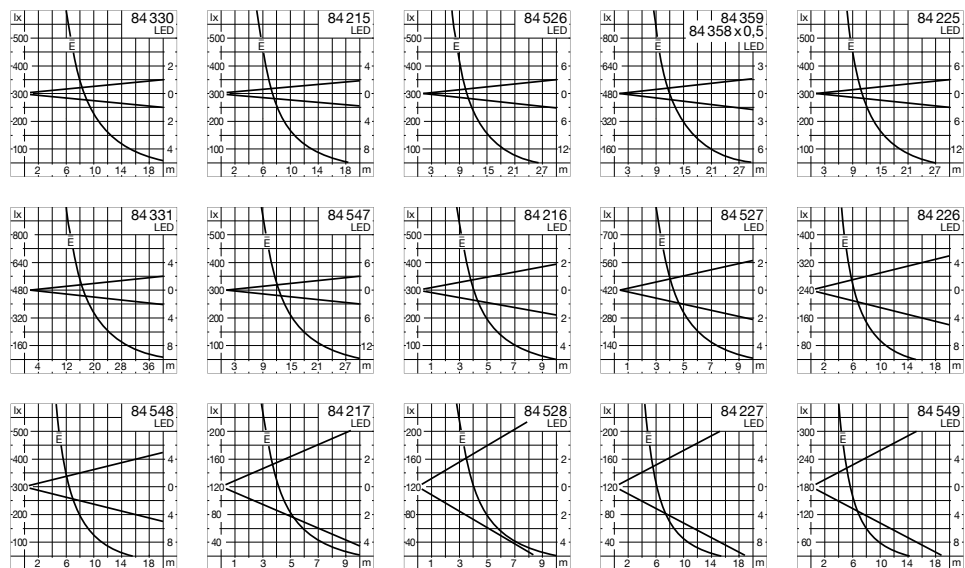 lx 84 330
LED
500
E
400 2
300 0
200 2
100 4
2 6 10 14 18 m
lx 84 215
LED
500
E
400 4
300 0
200 4
100 8
2 6 10 14 18 m
lx 84 526
LED
500
E
400 6
300 0
200 6
100 12
3 9 15 21 27 m
lx 84 359
84 358 x 0,5
LED
800
E
640 3
480 0
320 3
160 6
3 9 15 21 27 m
lx 84 225
LED
500
E
400 6
300 0
200 6
100 12
3 9 15 21 27 m
lx 84 331
LED
800
E
640 4
480 0
320 4
160 8
4 12 20 28 36 m
lx 84 547
LED
500
E
400 6
300 0
200 6
100 12
3 9 15 21 27 m
lx 84 216
LED
500
E
400 2
300 0
200 2
100 4
1 3 5 7 9 m
lx 84 527
LED
700
E
560 2
420 0
280 2
140 4
1 3 5 7 9 m
lx 84 226
LED
400
E
320 4
240 0
160 4
80 8
2 6 10 14 18 m
lx 84 548
LED
500
E
400 4
300 0
200 4
100 8
2 6 10 14 18 m
lx 84 217
LED
200
E
160 2
120 0
80 2
40 4
1 3 5 7 9 m
lx 84 528
LED
200
E
160 2
120 0
80 2
40 4
1 3 5 7 9 m
lx 84 227
LED
200
E
160 4
120 0
80 4
40 8
2 6 10 14 18 m
lx 84 549
LED
300
E
240 4
180 0
120 4
60 8
2 6 10 14 18 m